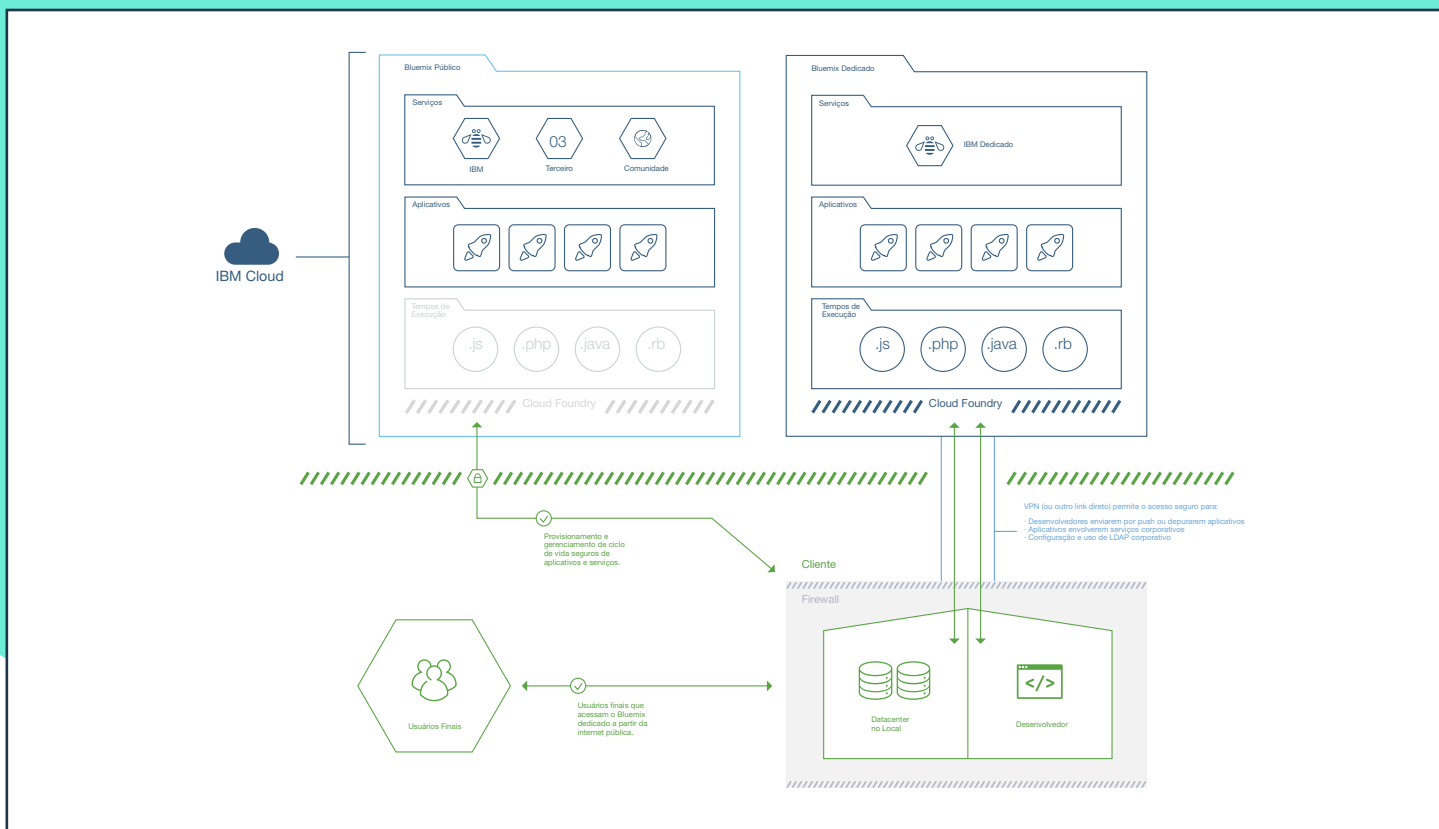 Bluemix Público
Serviços
03
IBM
Terceiro
Comunidade
Aplicativos
Tempos de
Execução
.js
.php
.java
.rb
Cloud Foundry
IBM Cloud
Bluemix Dedicado
Serviços
IBM Dedicado
Aplicativos
Tempos de
Execução
.js
.php
.java
.rb
Cloud Foundry
VPN (ou outro link direto) permite o acesso seguro para:
· Desenvolvedores enviarem por push ou depurarem aplicativos
· Aplicativos envolverem serviços corporativos
· Configuração e uso de LDAP corporativo
Provisionamento e
gerenciamento de ciclo
de vida seguros de
aplicativos e serviços.
Cliente
Firewall
Usuários Finais
Usuários finais que
acessam o Bluemix
dedicado a partir da
internet pública.
Datacenter
no Local
</>
Desenvolvedor